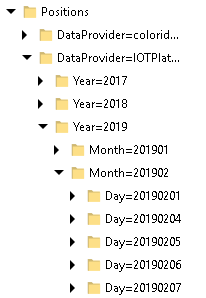 Positions
DataProvider=colorid...
DataProvider=IOTPlat...
Year=2017
Year=2018
Year=2019
Month=201901
Month=201902
Day=20190201
Day=20190204
Day=20190205
Day=20190206
Day=20190207